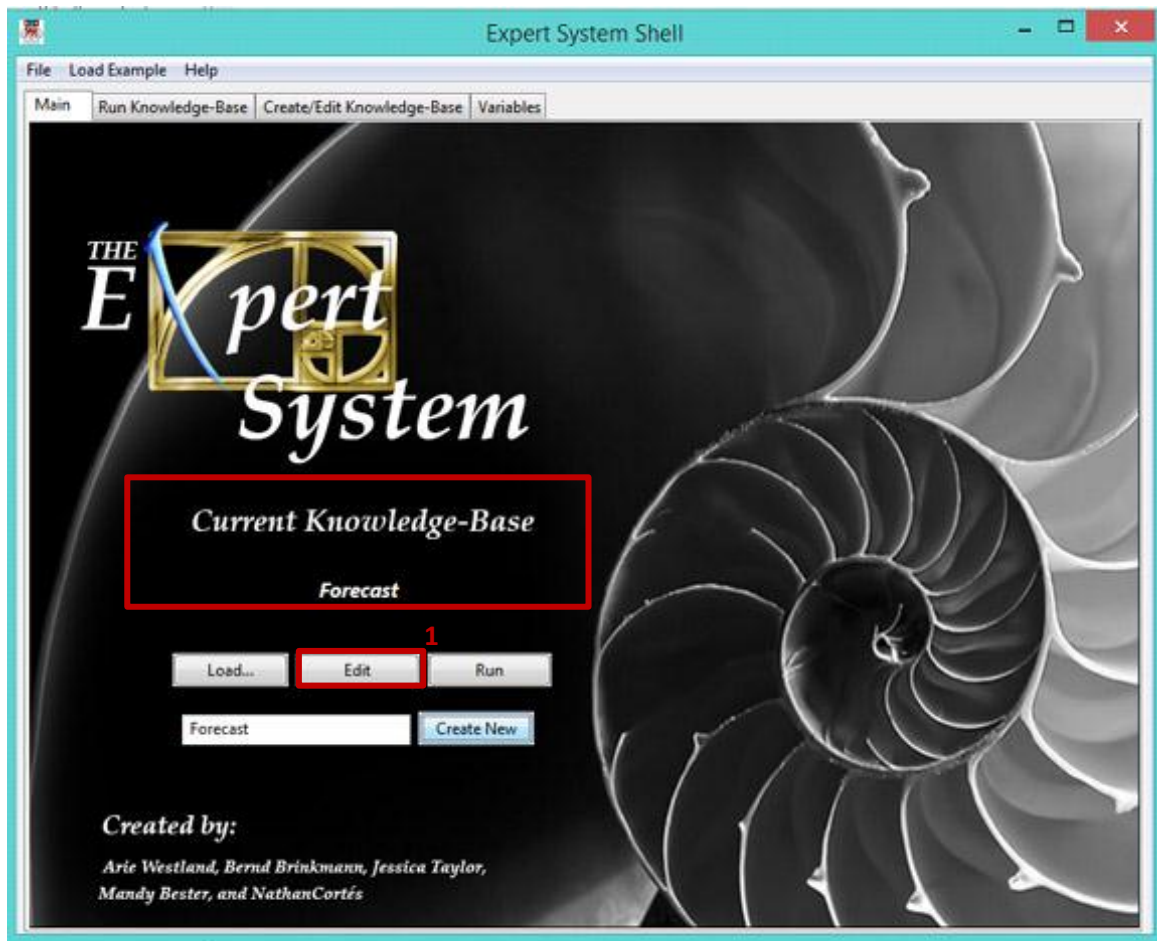 Expert System Shell
File Load Example Help
Main Run Knowledge-Base Create/Edit Knowledge-Base Variables
THE
Expert
System
Current Knowledge-Base
Forecast
1
Load... Edit Run
Forecast Create New
Created by:
Arie Westland, Bernd Brinkmann, Jessica Taylor,
Mandy Bester, and NathanCortés